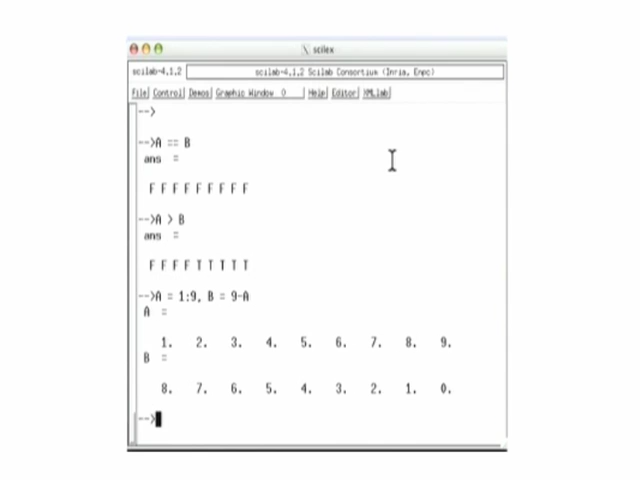 scilex
scilab-4.1.2 scilab-4.1.2 Scilab Consortium (Inria, Enpc)
File Control Demos Graphic Window 0 Help Editor XMLlab
-->
-->A == B
ans =
F F F F F F F F F
-->A > B
ans =
F F F F T T T T T
-->A = 1:9, B = 9-A
A =
1. 2. 3. 4. 5. 6. 7. 8. 9.
B =
8. 7. 6. 5. 4. 3. 2. 1. 0.
-->